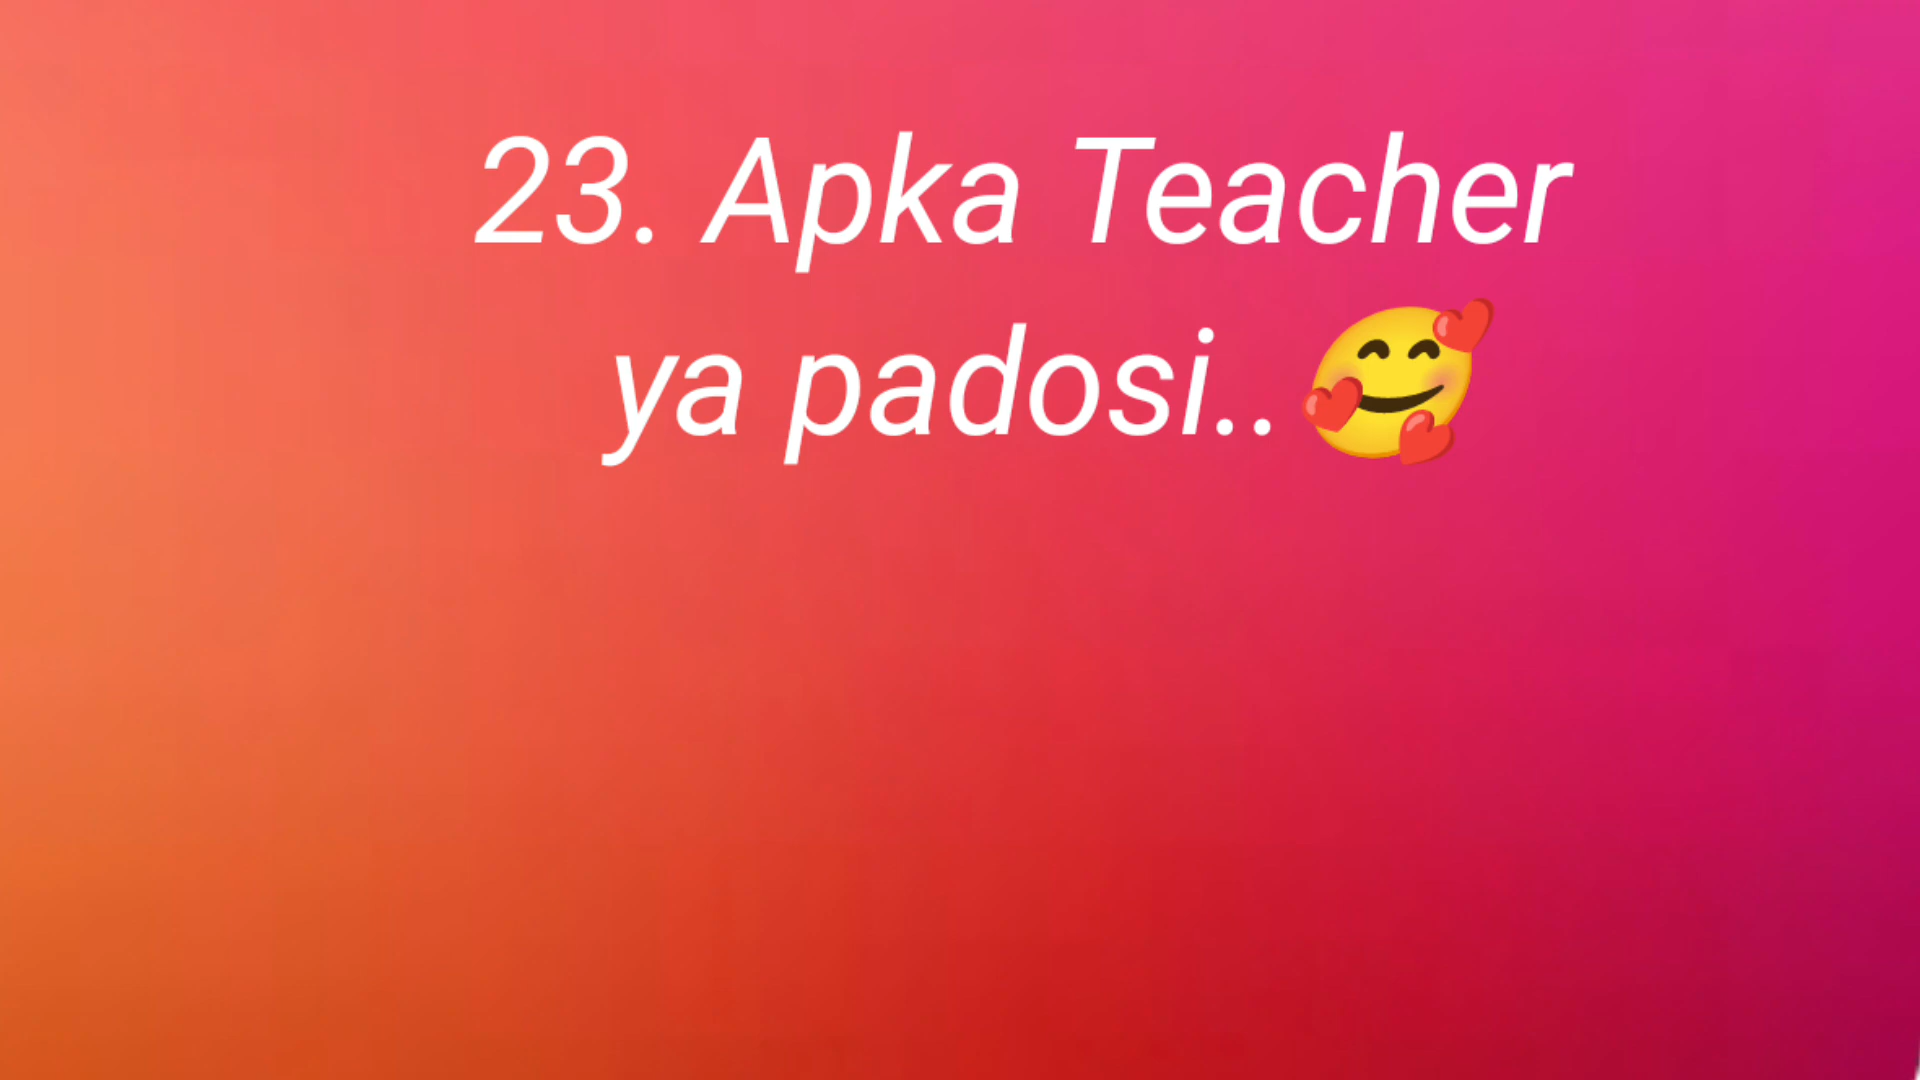 23. Apka Teacher
ya padosi..🥰